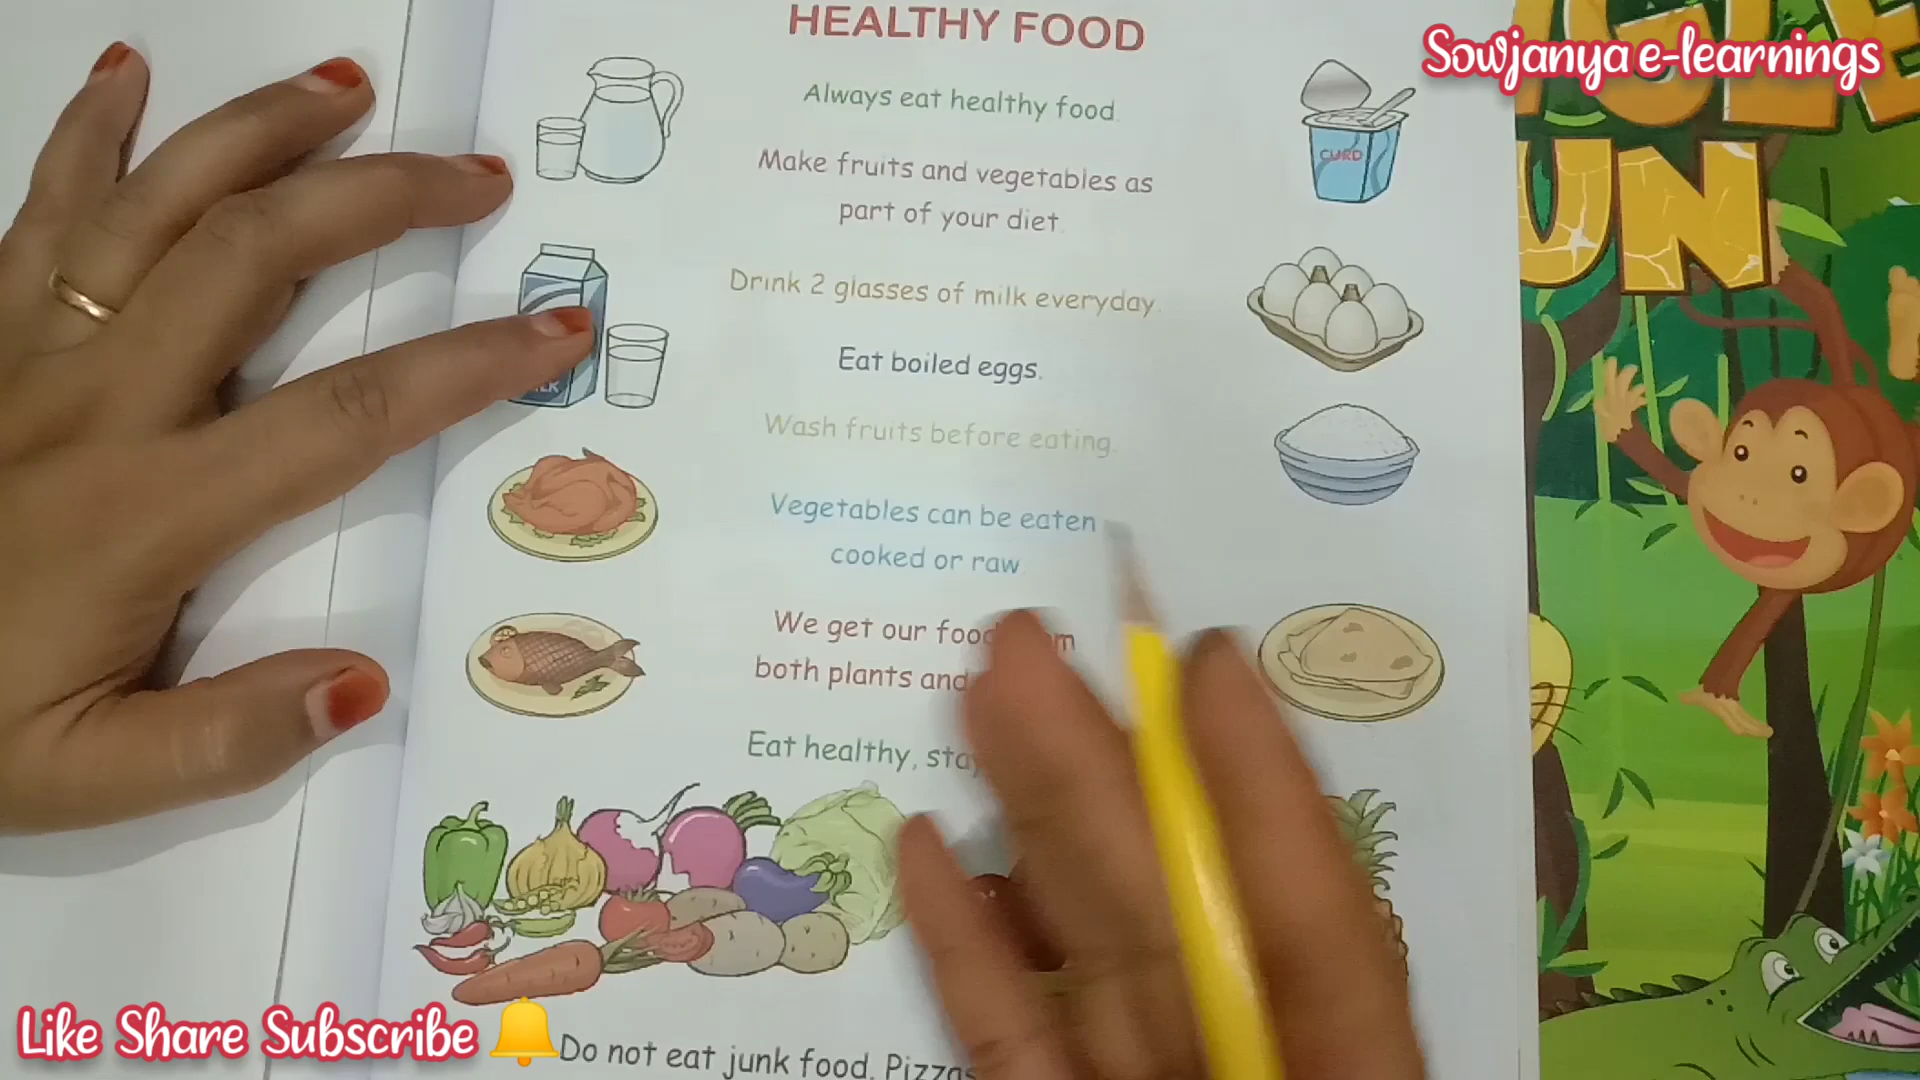 HEALTHY FOOD
Sowjanya e-learnings
Always eat healthy food.
CURD
Make fruits and vegetables as
part of your diet.
Drink 2 glasses of milk everyday.
Eat boiled eggs.
Wash fruits before eating.
Vegetables can be eaten
cooked or raw.
We get our food
both plants and
Eat healthy,
Like Share Subscribe
Do not eat junk food. Pizzas
UN